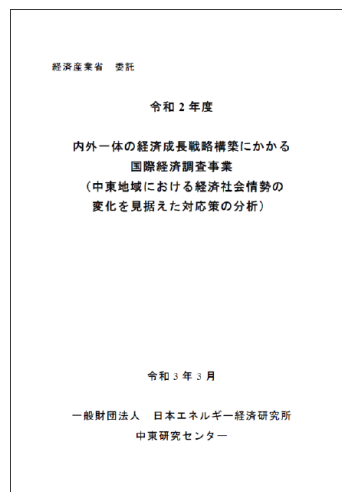 経済産業省　委託
令和２年度
内外一体の経済成長戦略構築にかかる
国際経済調査事業
（中東地域における経済社会情勢の
変化を見据えた対応策の分析）
令和３年３月
一般財団法人　日本エネルギー経済研究所
中東研究センター